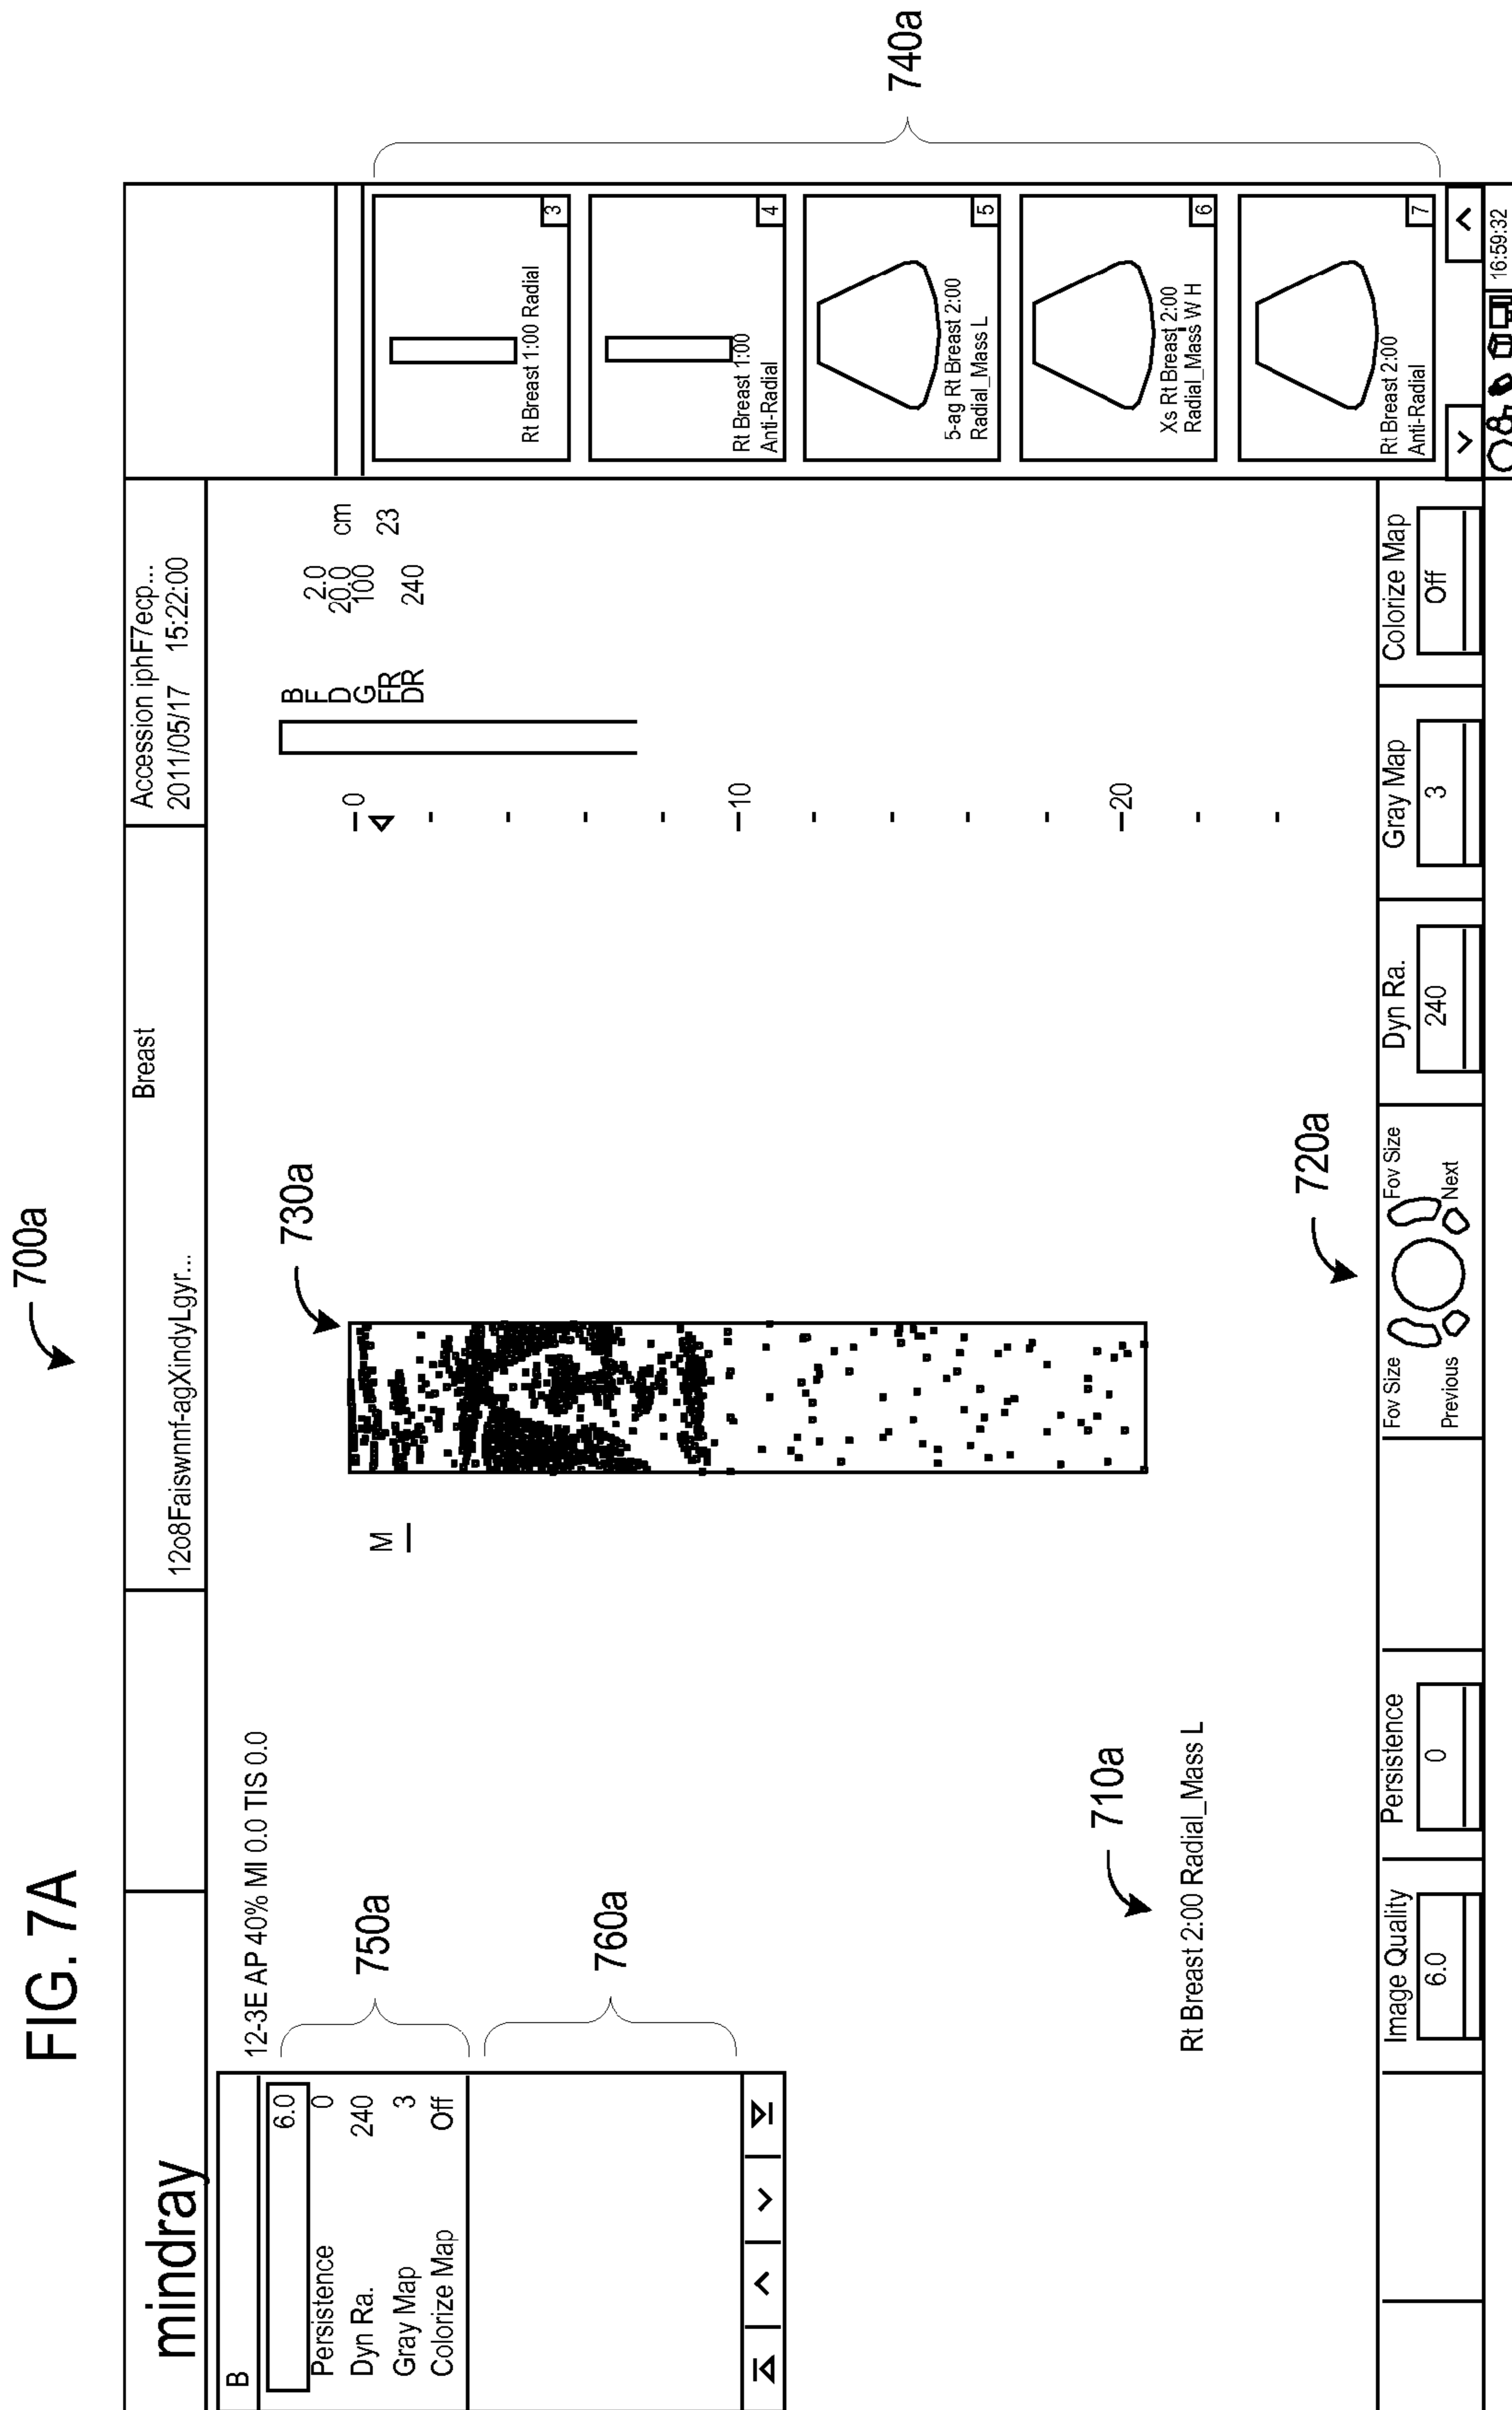 FIG. 7A
700a
mindray
Breast
12o8Faiswnnf-agXindyLgyr...
Accession iphF7ecp...
2011/05/17 15:22:00
B
6.0
Persistence 0
Dyn Ra. 240
Gray Map 3
Colorize Map Off
12-3E AP 40% MI 0.0 TIS 0.0
750a
760a
M
730a
0
10
20
B
F 2.0
D 20.0 cm
G 100
FR 23
DR 240
3
Rt Breast 1:00 Radial
4
Rt Breast 1:00
Anti-Radial
5
5-ag Rt Breast 2:00
Radial_Mass L
6
Xs Rt Breast 2:00
Radial_Mass W H
7
Rt Breast 2:00
Anti-Radial
740a
710a
Rt Breast 2:00 Radial_Mass L
720a
Image Quality
6.0
Persistence
0
Fov Size Fov Size
Previous Next
Dyn Ra.
240
Gray Map
3
Colorize Map
Off
16:59:32